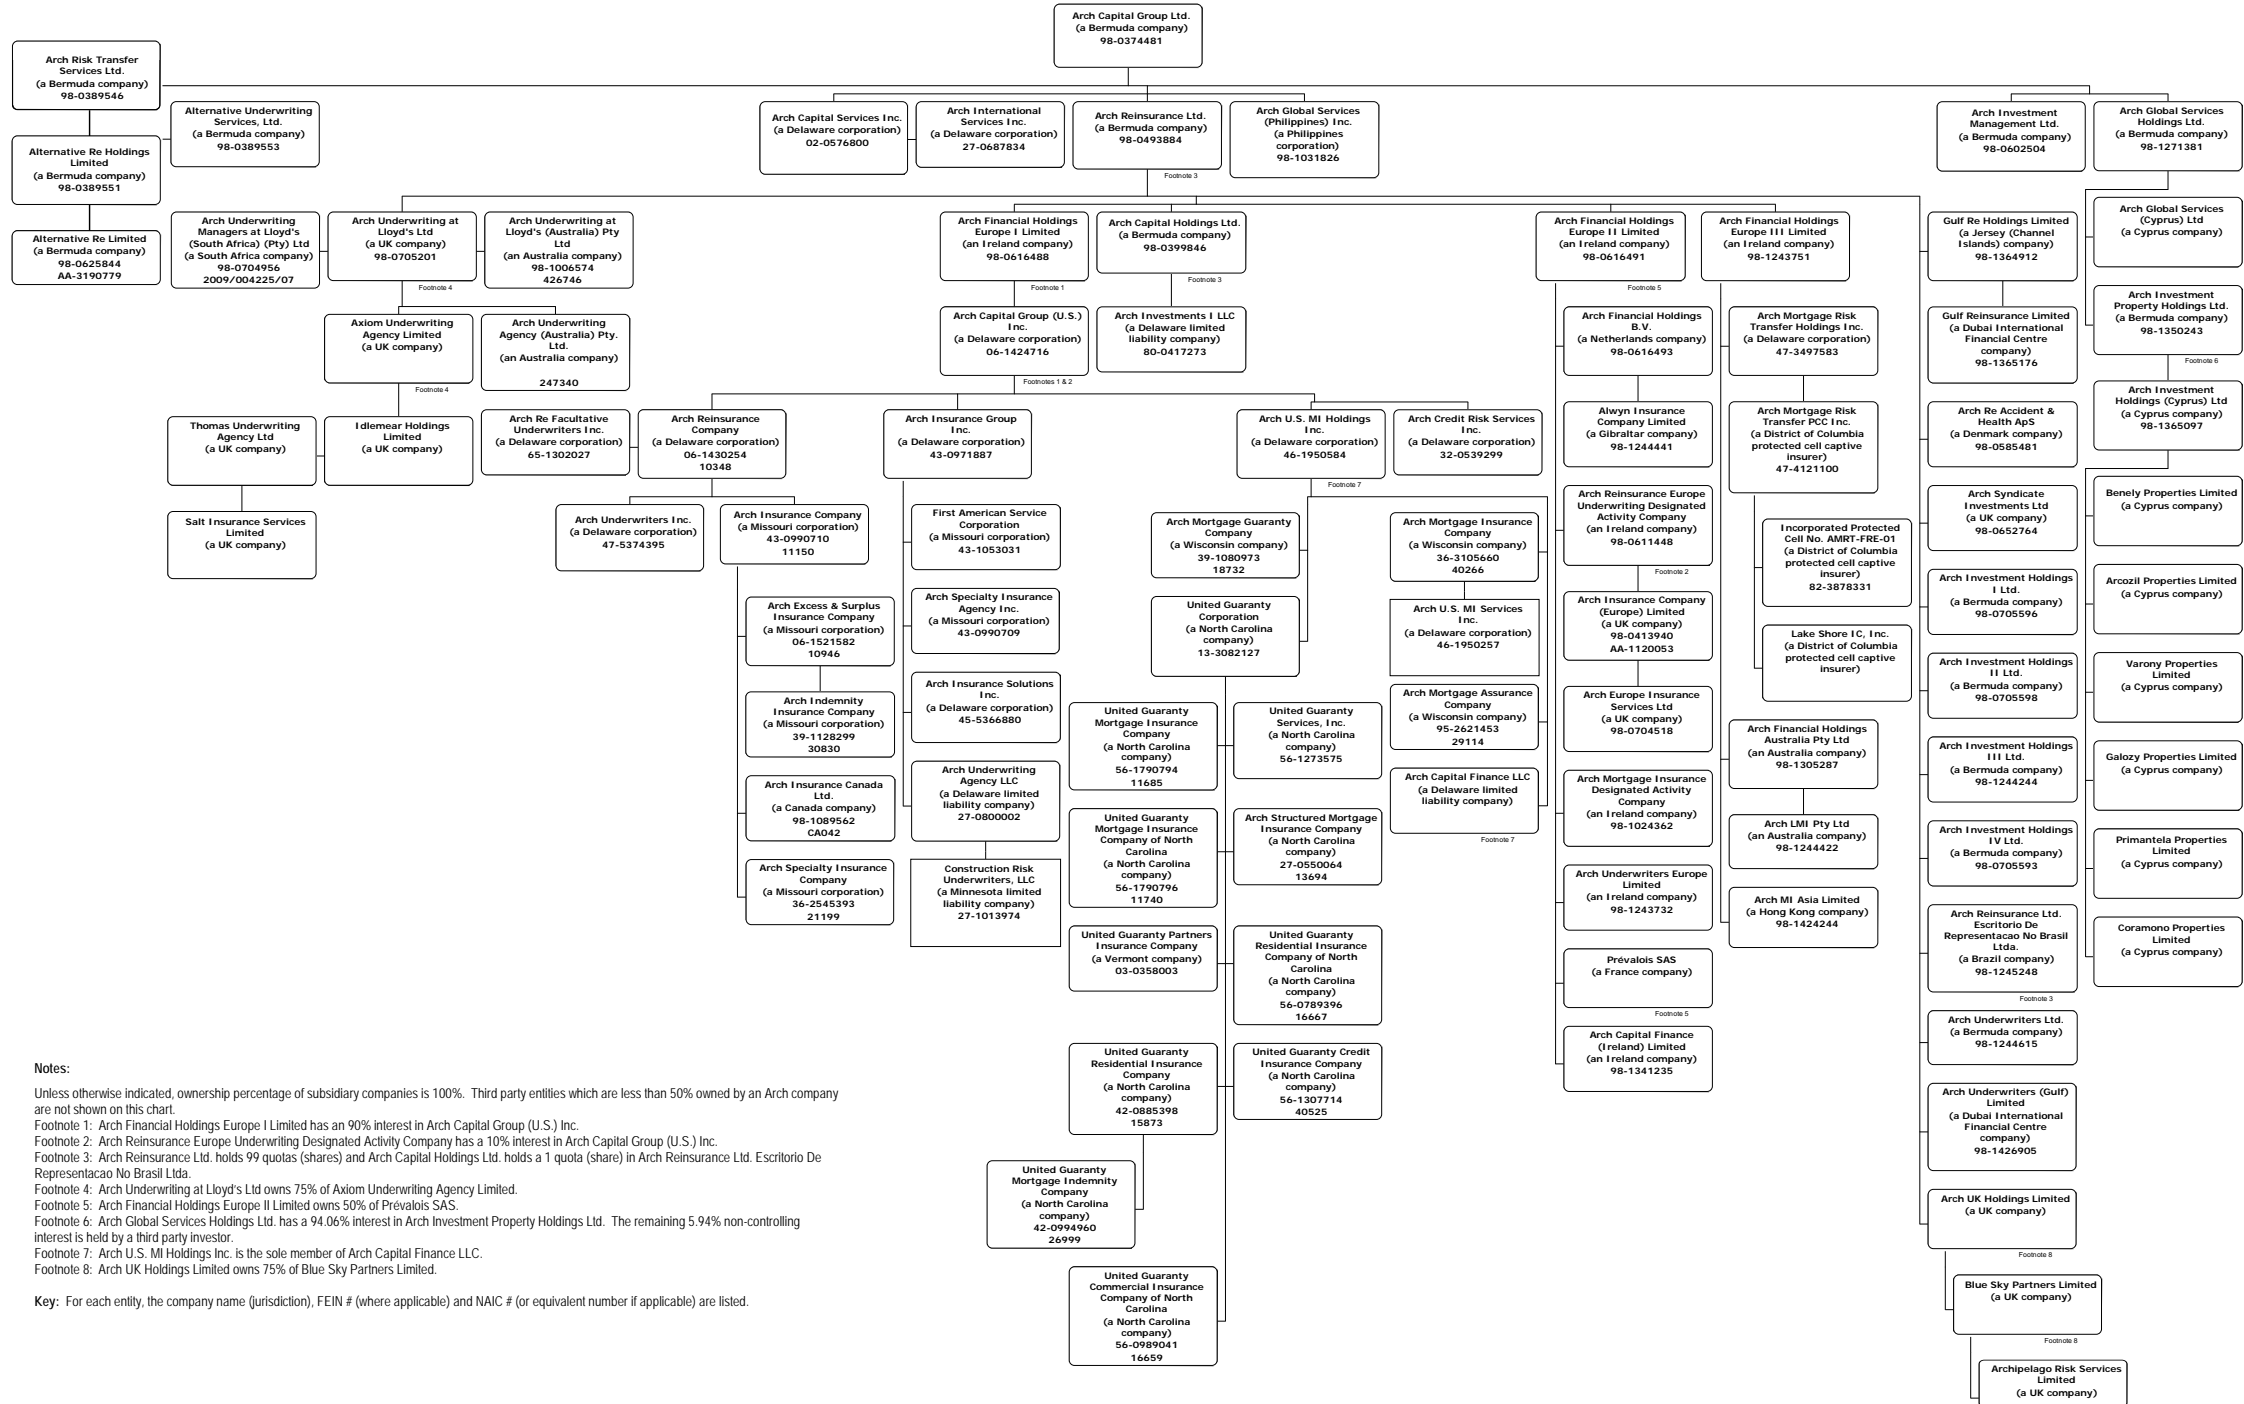 Arch Capital Group Ltd.
(a Bermuda company)
98-0374481
Arch Risk Transfer
Services Ltd.
(a Bermuda company)
98-0389546
Alternative Underwriting
Services, Ltd.
(a Bermuda company)
98-0389553
Alternative Re Holdings
Limited
(a Bermuda company)
98-0389551
Alternative Re Limited
(a Bermuda company)
98-0625844
AA-3190779
Arch Capital Services Inc.
(a Delaware corporation)
02-0576800
Arch International
Services Inc.
(a Delaware corporation)
27-0687834
Arch Reinsurance Ltd.
(a Bermuda company)
98-0493884
Footnote 3
Arch Global Services
(Philippines) Inc.
(a Philippines
corporation)
98-1031826
Arch Investment
Management Ltd.
(a Bermuda company)
98-0602504
Arch Global Services
Holdings Ltd.
(a Bermuda company)
98-1271381
Arch Underwriting
Managers at Lloyd's
(South Africa) (Pty) Ltd
(a South Africa company)
98-0704956
2009/004225/07
Arch Underwriting at
Lloyd's Ltd
(a UK company)
98-0705201
Footnote 4
Arch Underwriting at
Lloyd's (Australia) Pty
Ltd
(an Australia company)
98-1006574
426746
Axiom Underwriting
Agency Limited
(a UK company)
Footnote 4
Arch Underwriting
Agency (Australia) Pty.
Ltd.
(an Australia company)
247340
Thomas Underwriting
Agency Ltd
(a UK company)
Idlemear Holdings
Limited
(a UK company)
Salt Insurance Services
Limited
(a UK company)
Arch Financial Holdings
Europe I Limited
(an Ireland company)
98-0616488
Footnote 1
Arch Capital Holdings Ltd.
(a Bermuda company)
98-0399846
Footnote 3
Arch Capital Group (U.S.)
Inc.
(a Delaware corporation)
06-1424716
Footnotes 1 & 2
Arch Investments I LLC
(a Delaware limited
liability company)
80-0417273
Arch Re Facultative
Underwriters Inc.
(a Delaware corporation)
65-1302027
Arch Reinsurance
Company
(a Delaware corporation)
06-1430254
10348
Arch Insurance Group
Inc.
(a Delaware corporation)
43-0971887
Arch U.S. MI Holdings
Inc.
(a Delaware corporation)
46-1950584
Footnote 7
Arch Credit Risk Services
Inc.
(a Delaware corporation)
32-0539299
Arch Underwriters Inc.
(a Delaware corporation)
47-5374395
Arch Insurance Company
(a Missouri corporation)
43-0990710
11150
Arch Excess & Surplus
Insurance Company
(a Missouri corporation)
06-1521582
10946
Arch Indemnity
Insurance Company
(a Missouri corporation)
39-1128299
30830
Arch Insurance Canada
Ltd.
(a Canada company)
98-1089562
CA042
Arch Specialty Insurance
Company
(a Missouri corporation)
36-2545393
21199
First American Service
Corporation
(a Missouri corporation)
43-1053031
Arch Specialty Insurance
Agency Inc.
(a Missouri corporation)
43-0990709
Arch Insurance Solutions
Inc.
(a Delaware corporation)
45-5366880
Arch Underwriting
Agency LLC
(a Delaware limited
liability company)
27-0800002
Construction Risk
Underwriters, LLC
(a Minnesota limited
liability company)
27-1013974
Arch Mortgage Guaranty
Company
(a Wisconsin company)
39-1080973
18732
United Guaranty
Corporation
(a North Carolina
company)
13-3082127
United Guaranty
Mortgage Insurance
Company
(a North Carolina
company)
56-1790794
11685
United Guaranty
Services, Inc.
(a North Carolina
company)
56-1273575
United Guaranty
Mortgage Insurance
Company of North
Carolina
(a North Carolina
company)
56-1790796
11740
Arch Structured Mortgage
Insurance Company
(a North Carolina
company)
27-0550064
13694
United Guaranty Partners
Insurance Company
(a Vermont company)
03-0358003
United Guaranty
Residential Insurance
Company of North
Carolina
(a North Carolina
company)
56-0789396
16667
United Guaranty
Residential Insurance
Company
(a North Carolina
company)
42-0885398
15873
United Guaranty Credit
Insurance Company
(a North Carolina
company)
56-1307714
40525
United Guaranty
Mortgage Indemnity
Company
(a North Carolina
company)
42-0994960
26999
United Guaranty
Commercial Insurance
Company of North
Carolina
(a North Carolina
company)
56-0989041
16659
Arch Mortgage Insurance
Company
(a Wisconsin company)
36-3105660
40266
Arch U.S. MI Services
Inc.
(a Delaware corporation)
46-1950257
Arch Mortgage Assurance
Company
(a Wisconsin company)
95-2621453
29114
Arch Capital Finance LLC
(a Delaware limited
liability company)
Footnote 7
Arch Financial Holdings
Europe II Limited
(an Ireland company)
98-0616491
Footnote 5
Arch Financial Holdings
B.V.
(a Netherlands company)
98-0616493
Alwyn Insurance
Company Limited
(a Gibraltar company)
98-1244441
Arch Reinsurance Europe
Underwriting Designated
Activity Company
(an Ireland company)
98-0611448
Footnote 2
Arch Insurance Company
(Europe) Limited
(a UK company)
98-0413940
AA-1120053
Arch Europe Insurance
Services Ltd
(a UK company)
98-0704518
Arch Mortgage Insurance
Designated Activity
Company
(an Ireland company)
98-1024362
Arch Underwriters Europe
Limited
(an Ireland company)
98-1243732
Prévalois SAS
(a France company)
Footnote 5
Arch Capital Finance
(Ireland) Limited
(an Ireland company)
98-1341235
Arch Financial Holdings
Europe III Limited
(an Ireland company)
98-1243751
Arch Mortgage Risk
Transfer Holdings Inc.
(a Delaware corporation)
47-3497583
Arch Mortgage Risk
Transfer PCC Inc.
(a District of Columbia
protected cell captive
insurer)
47-4121100
Incorporated Protected
Cell No. AMRT-FRE-01
(a District of Columbia
protected cell captive
insurer)
82-3878331
Lake Shore IC, Inc.
(a District of Columbia
protected cell captive
insurer)
Arch Financial Holdings
Australia Pty Ltd
(an Australia company)
98-1305287
Arch LMI Pty Ltd
(an Australia company)
98-1244422
Arch MI Asia Limited
(a Hong Kong company)
98-1424244
Gulf Re Holdings Limited
(a Jersey (Channel
Islands) company)
98-1364912
Gulf Reinsurance Limited
(a Dubai International
Financial Centre
company)
98-1365176
Arch Re Accident &
Health ApS
(a Denmark company)
98-0585481
Arch Syndicate
Investments Ltd
(a UK company)
98-0652764
Arch Investment Holdings
I Ltd.
(a Bermuda company)
98-0705596
Arch Investment Holdings
II Ltd.
(a Bermuda company)
98-0705598
Arch Investment Holdings
III Ltd.
(a Bermuda company)
98-1244244
Arch Investment Holdings
IV Ltd.
(a Bermuda company)
98-0705593
Arch Reinsurance Ltd.
Escritorio De
Representacao No Brasil
Ltda.
(a Brazil company)
98-1245248
Footnote 3
Arch Underwriters Ltd.
(a Bermuda company)
98-1244615
Arch Underwriters (Gulf)
Limited
(a Dubai International
Financial Centre
company)
98-1426905
Arch UK Holdings Limited
(a UK company)
Footnote 8
Blue Sky Partners Limited
(a UK company)
Footnote 8
Archipelago Risk Services
Limited
(a UK company)
Arch Global Services
(Cyprus) Ltd
(a Cyprus company)
Arch Investment
Property Holdings Ltd.
(a Bermuda company)
98-1350243
Footnote 6
Arch Investment
Holdings (Cyprus) Ltd
(a Cyprus company)
98-1365097
Benely Properties Limited
(a Cyprus company)
Arcozil Properties Limited
(a Cyprus company)
Varony Properties
Limited
(a Cyprus company)
Galozy Properties Limited
(a Cyprus company)
Primantela Properties
Limited
(a Cyprus company)
Coramono Properties
Limited
(a Cyprus company)
Notes:
Unless otherwise indicated, ownership percentage of subsidiary companies is 100%. Third party entities which are less than 50% owned by an Arch company
are not shown on this chart.
Footnote 1: Arch Financial Holdings Europe I Limited has an 90% interest in Arch Capital Group (U.S.) Inc.
Footnote 2: Arch Reinsurance Europe Underwriting Designated Activity Company has a 10% interest in Arch Capital Group (U.S.) Inc.
Footnote 3: Arch Reinsurance Ltd. holds 99 quotas (shares) and Arch Capital Holdings Ltd. holds a 1 quota (share) in Arch Reinsurance Ltd. Escritorio De
Representacao No Brasil Ltda.
Footnote 4: Arch Underwriting at Lloyd's Ltd owns 75% of Axiom Underwriting Agency Limited.
Footnote 5: Arch Financial Holdings Europe II Limited owns 50% of Prévalois SAS.
Footnote 6: Arch Global Services Holdings Ltd. has a 94.06% interest in Arch Investment Property Holdings Ltd. The remaining 5.94% non-controlling
interest is held by a third party investor.
Footnote 7: Arch U.S. MI Holdings Inc. is the sole member of Arch Capital Finance LLC.
Footnote 8: Arch UK Holdings Limited owns 75% of Blue Sky Partners Limited.
Key: For each entity, the company name (jurisdiction), FEIN # (where applicable) and NAIC # (or equivalent number if applicable) are listed.